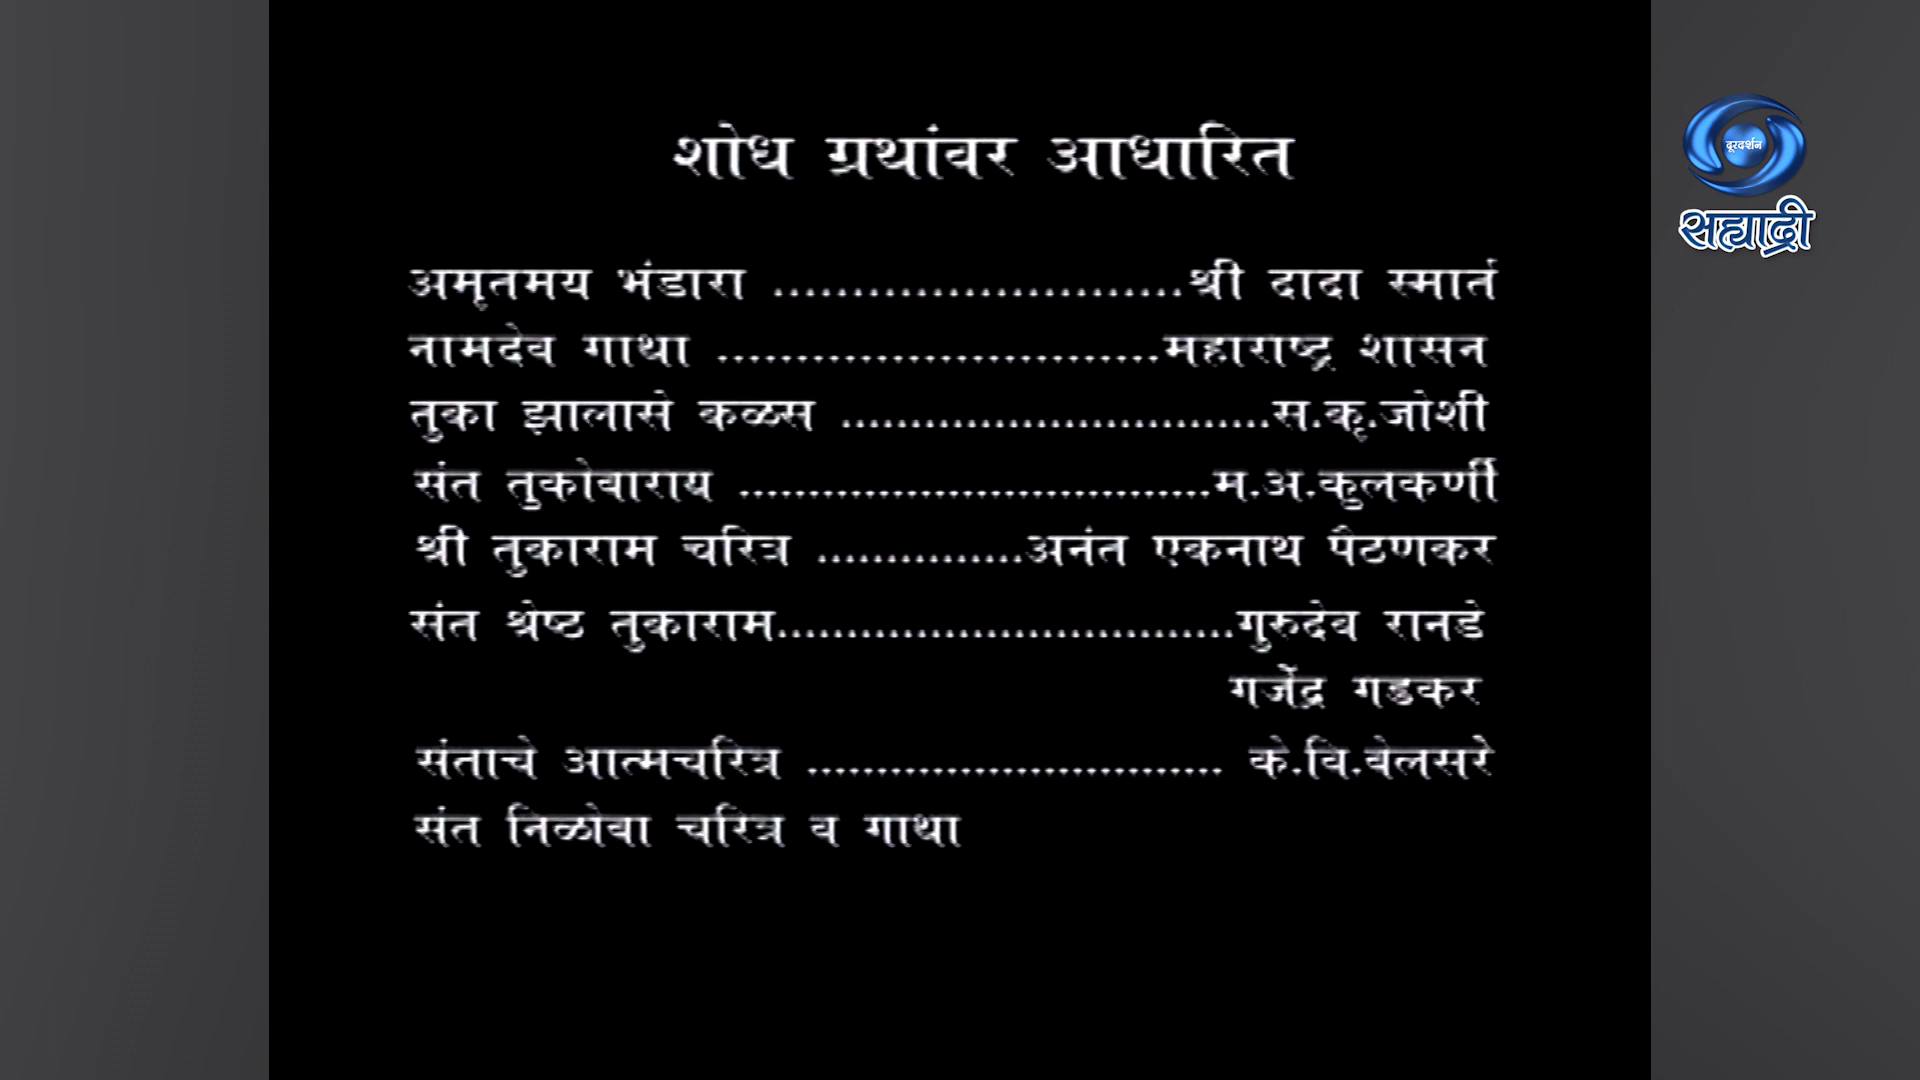 शोध ग्रथांवर आधारित
दूरदर्शन
सह्याद्री
अमृतमय भंडारा ..........................श्री दादा स्मार्त
नामदेव गाथा ............................महाराष्ट्र शासन
तुका झालासे कळस ...............................स.कृ.जोशी
संत तुकोबाराय ..................................म.अ.कुलकर्णी
श्री तुकाराम चरित्र ...............अनंत एकनाथ पैठणकर
संत श्रेष्ठ तुकाराम.................................गुरुदेव रानडे
गजेंद्र गडकर
संताचे आत्मचरित्र .............................. के.वि.बेलसरे
संत निळोबा चरित्र व गाथा